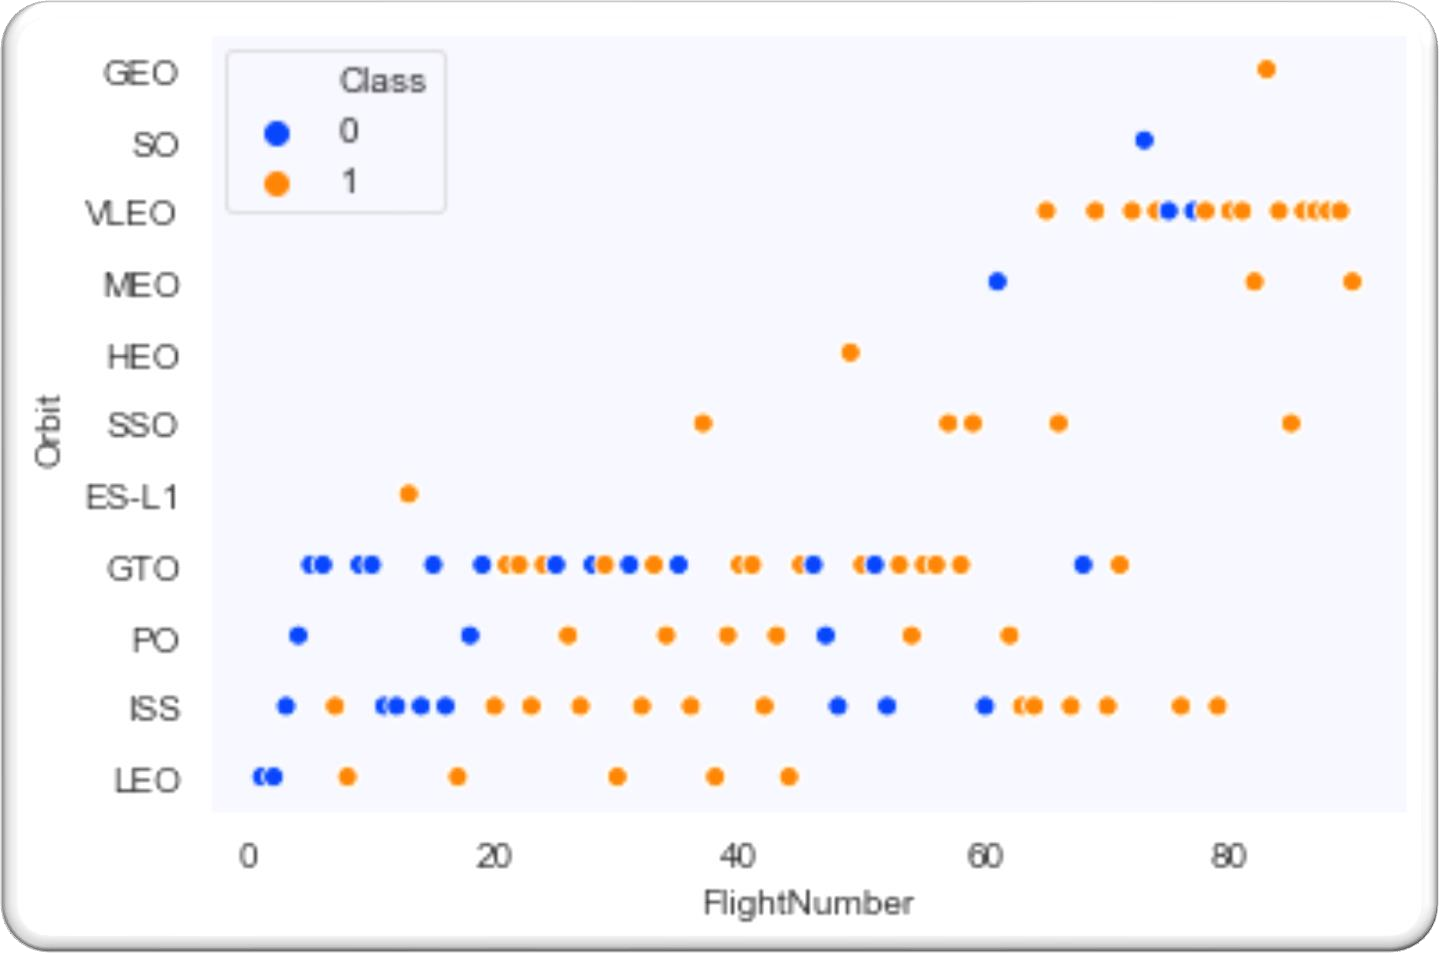 Class
0
1
GEO
SO
VLEO
MEO
HEO
SSO
ES-L1
GTO
PO
ISS
LEO
Orbit
0 20 40 60 80
FlightNumber